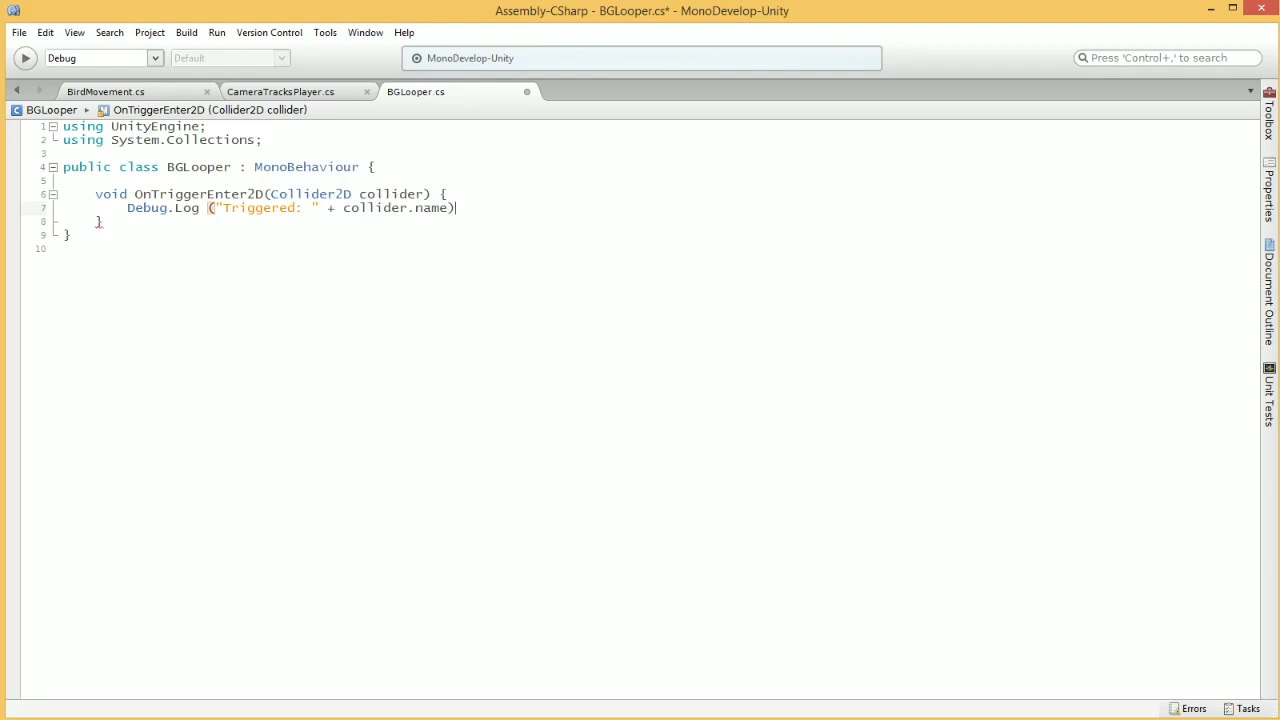 Assembly-CSharp - BGLooper.cs* - MonoDevelop-Unity
File Edit View Search Project Build Run Version Control Tools Window Help
Debug Default MonoDevelop-Unity Press 'Control+,' to search
BirdMovement.cs CameraTracksPlayer.cs BGLooper.cs
BGLooper OnTriggerEnter2D (Collider2D collider)
1 using UnityEngine;
2 using System.Collections;
3
4 public class BGLooper : MonoBehaviour {
5
6 void OnTriggerEnter2D(Collider2D collider) {
7 Debug.Log ("Triggered: " + collider.name)
8 }
9 }
10
Toolbox
Properties
Document Outline
Unit Tests
Errors Tasks